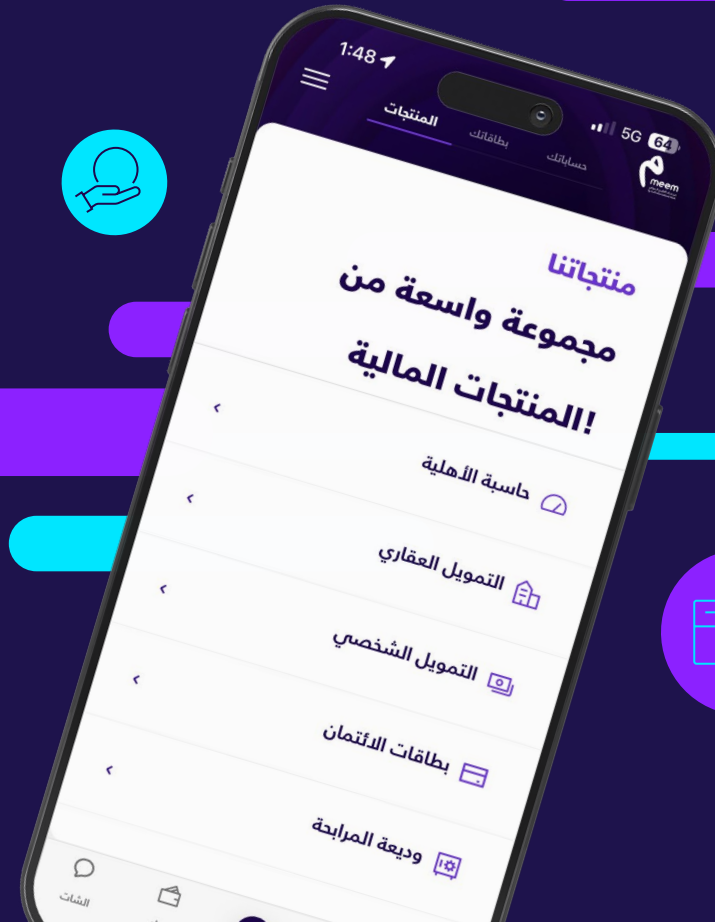 1:48
5G 64
meem
حساباتك
بطاقاتك
المنتجات
منتجاتنا
مجموعة واسعة من
المنتجات المالية!
حاسبة الأهلية
التمويل العقاري
التمويل الشخصي
بطاقات الائتمان
وديعة المرابحة
الشات